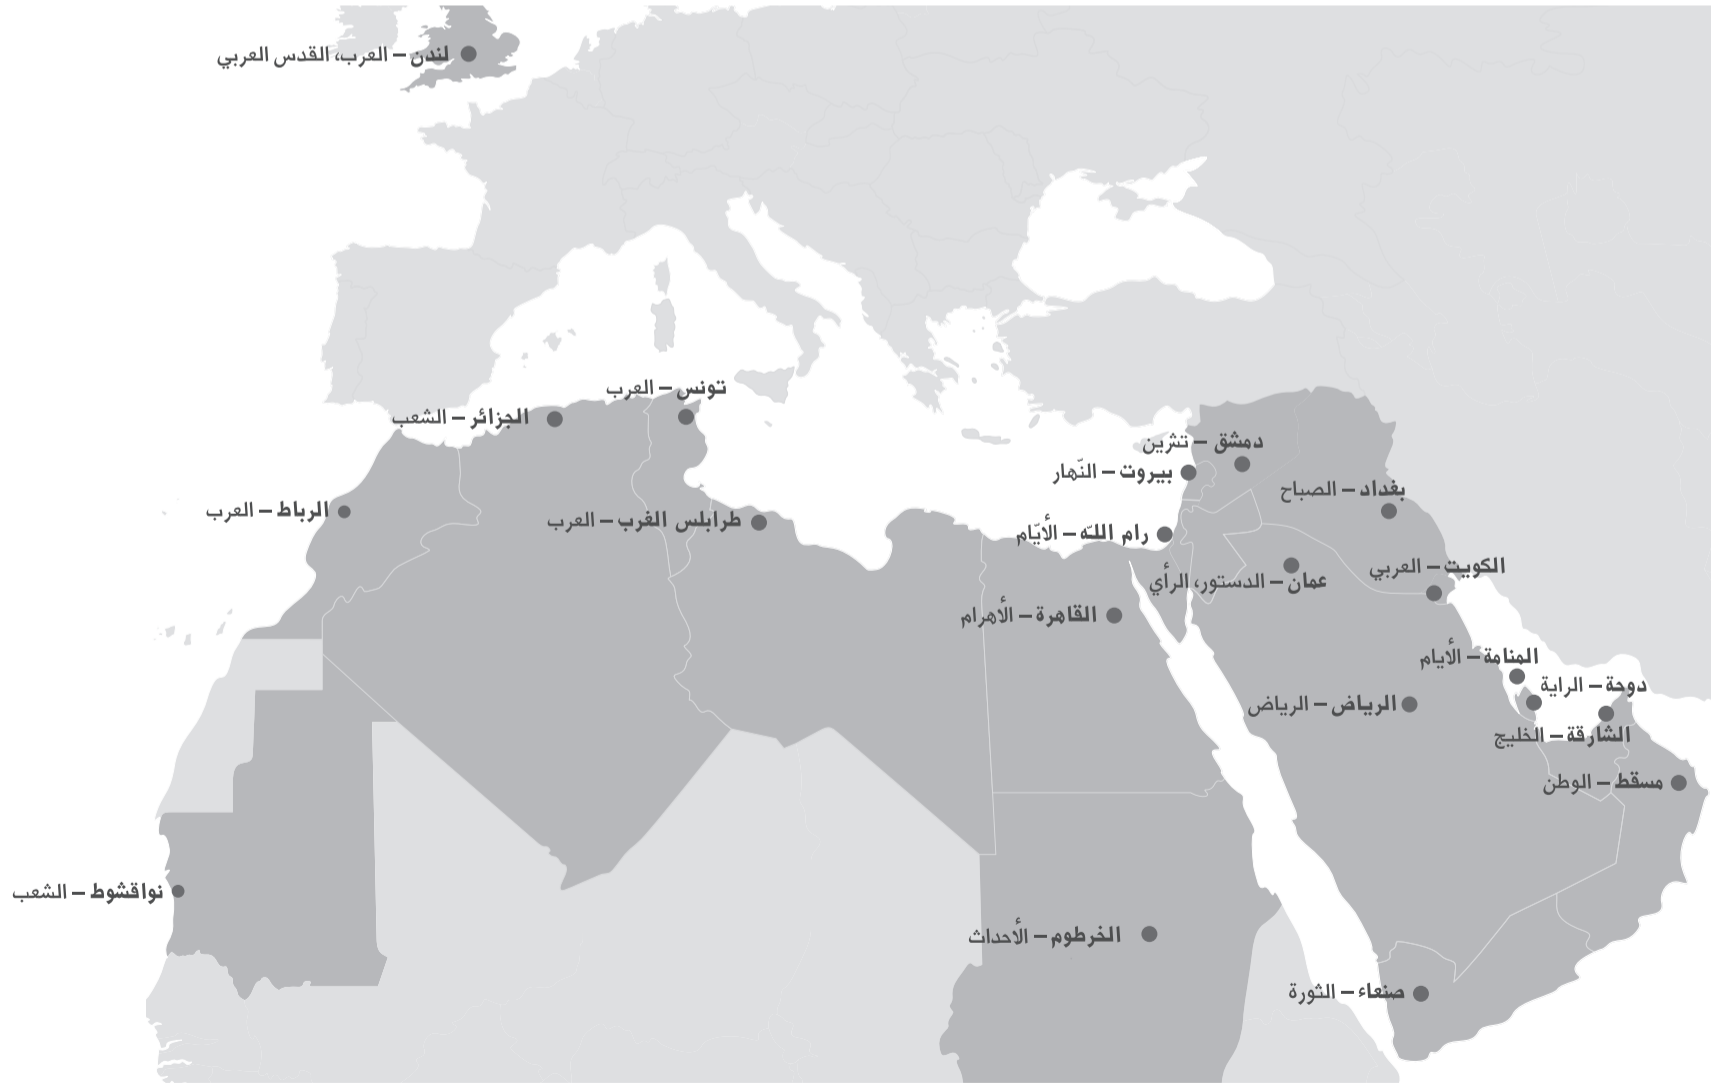 لندن – العرب، القدس العربي
تونس – العرب
الجزائر – الشعب
دمشق – تشرين
بيروت – النّهار
بغداد – الصباح
الرباط – العرب
طرابلس الغرب – العرب
رام اللّه – الأيّام
الكويت – العربي
عمان – الدستور، الرأي
القاهرة – الأهرام
المنامة – الأيام
دوحة – الراية
الرياض – الرياض
الشارقة – الخليج
مسقط – الوطن
نواقشوط – الشعب
الخرطوم – الأحداث
صنعاء – الثورة